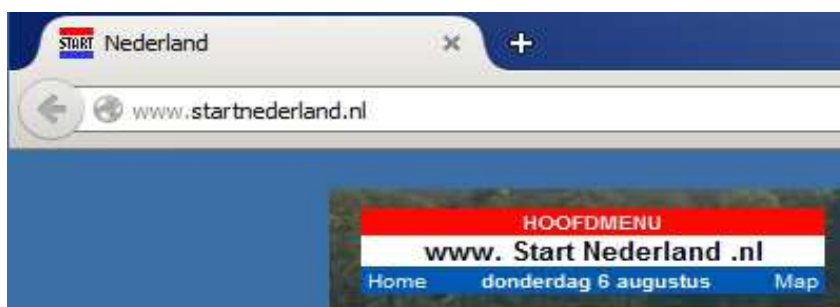 START Nederland
www.startnederland.nl
HOOFDMENU
www. Start Nederland .nl
Home donderdag 6 augustus Map